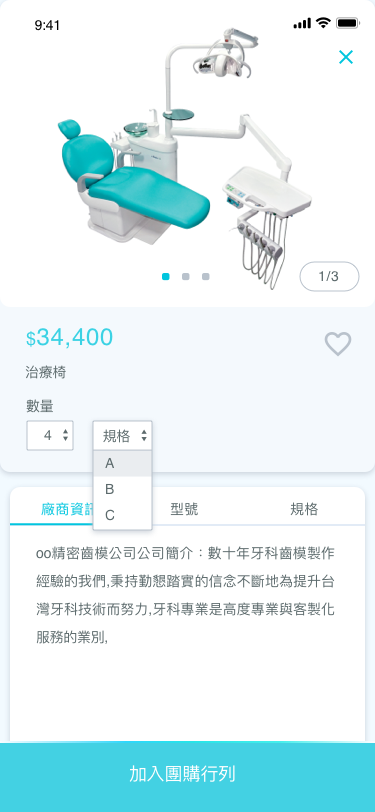 9:41
1/3
$34,400
治療椅
數量
4
規格
A
B
C
廠商資訊
型號
規格
oo精密齒模公司公司簡介：數十年牙科齒模製作
經驗的我們,秉持勤懇踏實的信念不斷地為提升台
灣牙科技術而努力,牙科專業是高度專業與客製化
服務的業別,
加入團購行列